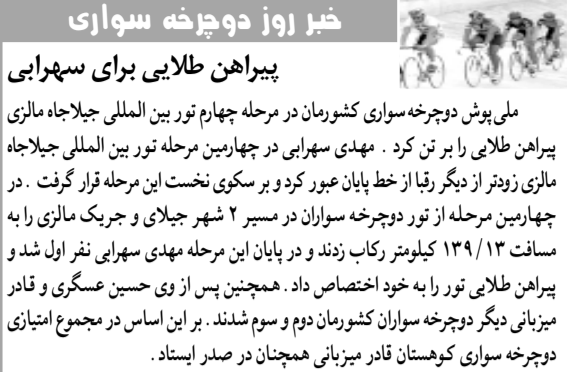 خبر روز دوچرخه سواری
پیراهن طلایی برای سهرابی
ملی‌پوش دوچرخه‌سواری کشورمان در مرحله چهارم تور بین المللی جیلاجاه مالزی
پیراهن طلایی را بر تن کرد . مهدی سهرابی در چهارمین مرحله تور بین المللی جیلاجاه
مالزی زودتر از دیگر رقبا از خط پایان عبور کرد و بر سکوی نخست این مرحله قرار گرفت . در
چهارمین مرحله از تور دوچرخه سواران در مسیر ۲ شهر جیلای و جریک مالزی را به
مسافت ۱۳۹/۱۳ کیلومتر رکاب زدند و در پایان این مرحله مهدی سهرابی نفر اول شد و
پیراهن طلایی تور را به خود اختصاص داد . همچنین پس از وی حسین عسگری و قادر
میزبانی دیگر دوچرخه سواران کشورمان دوم و سوم شدند . بر این اساس در مجموع امتیازی
دوچرخه سواری کوهستان قادر میزبانی همچنان در صدر ایستاد .